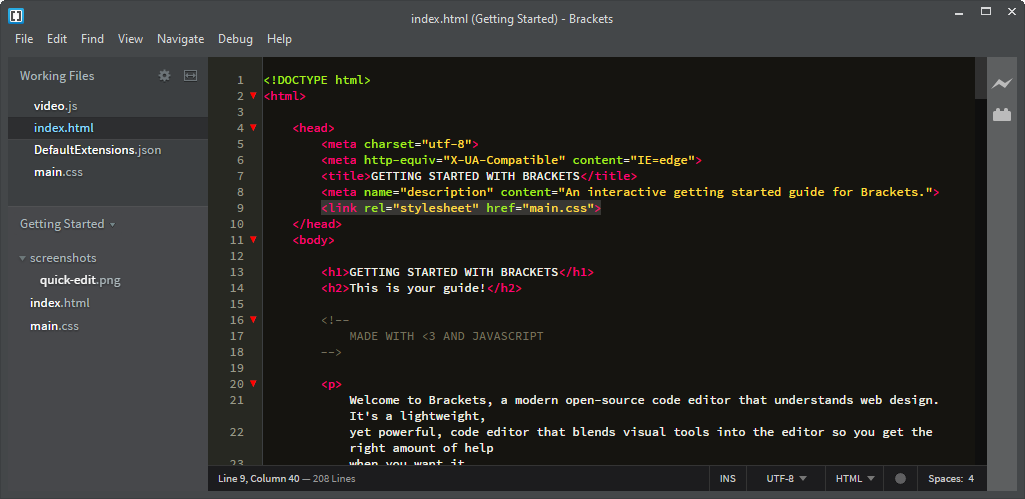 index.html (Getting Started) - Brackets
File Edit Find View Navigate Debug Help
Working Files
video.js
index.html
DefaultExtensions.json
main.css
Getting Started
screenshots
quick-edit.png
index.html
main.css
1 <!DOCTYPE html>
2 <html>
3
4 <head>
5 <meta charset="utf-8">
6 <meta http-equiv="X-UA-Compatible" content="IE=edge">
7 <title>GETTING STARTED WITH BRACKETS</title>
8 <meta name="description" content="An interactive getting started guide for Brackets.">
9 <link rel="stylesheet" href="main.css">
10 </head>
11 <body>
12
13 <h1>GETTING STARTED WITH BRACKETS</h1>
14 <h2>This is your guide!</h2>
15
16 <!--
17 MADE WITH <3 AND JAVASCRIPT
18 -->
19
20 <p>
21 Welcome to Brackets, a modern open-source code editor that understands web design.
It's a lightweight,
22 yet powerful, code editor that blends visual tools into the editor so you get the
right amount of help
23 when you want it.
Line 9, Column 40 — 208 Lines
INS UTF-8 HTML Spaces: 4